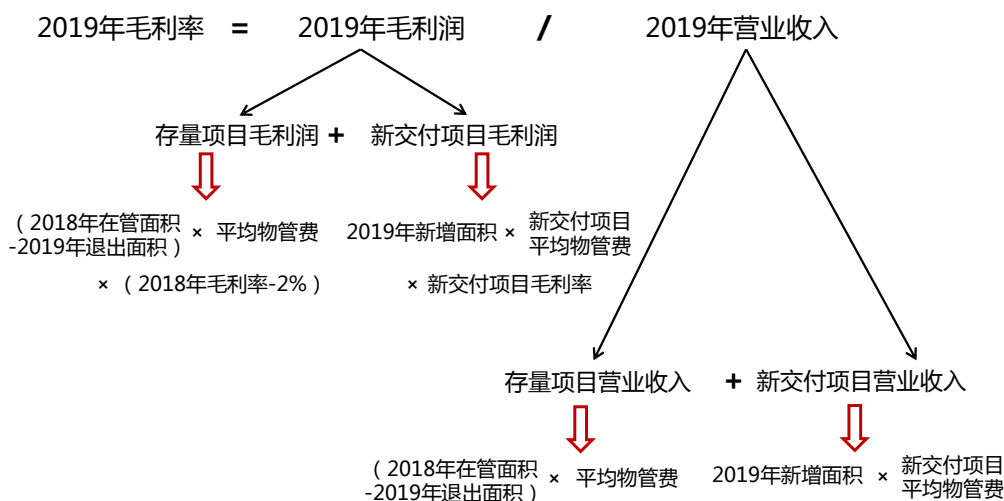 2019年毛利率 = 2019年毛利润 / 2019年营业收入
存量项目毛利润 + 新交付项目毛利润
(2018年在管面积
-2019年退出面积) × 平均物管费
× (2018年毛利率-2%)
2019年新增面积 × 新交付项目
平均物管费
× 新交付项目毛利率
存量项目营业收入 + 新交付项目营业收入
(2018年在管面积
-2019年退出面积) × 平均物管费
2019年新增面积 × 新交付项目
平均物管费